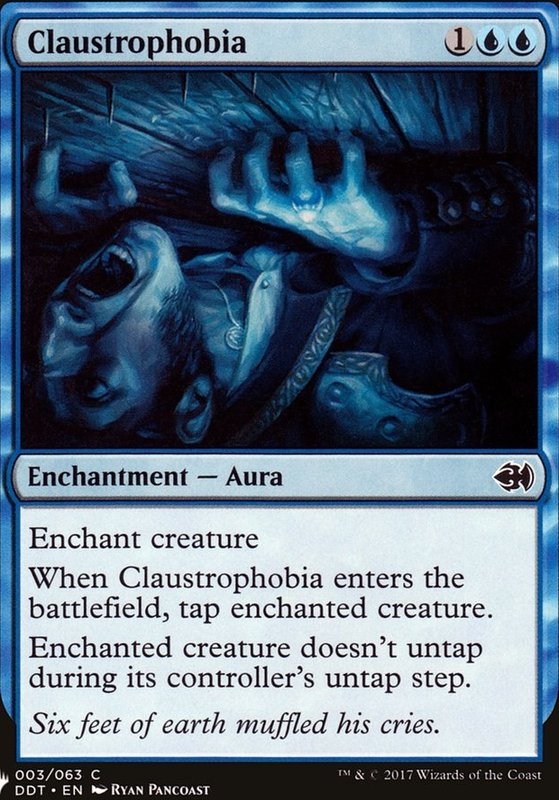 Claustrophobia 1
Enchantment — Aura
Enchant creature
When Claustrophobia enters the
battlefield, tap enchanted creature.
Enchanted creature doesn't untap
during its controller's untap step.
Six feet of earth muffled his cries.
003/063 C
DDT • EN Ryan Pancoast
™ & © 2017 Wizards of the Coast